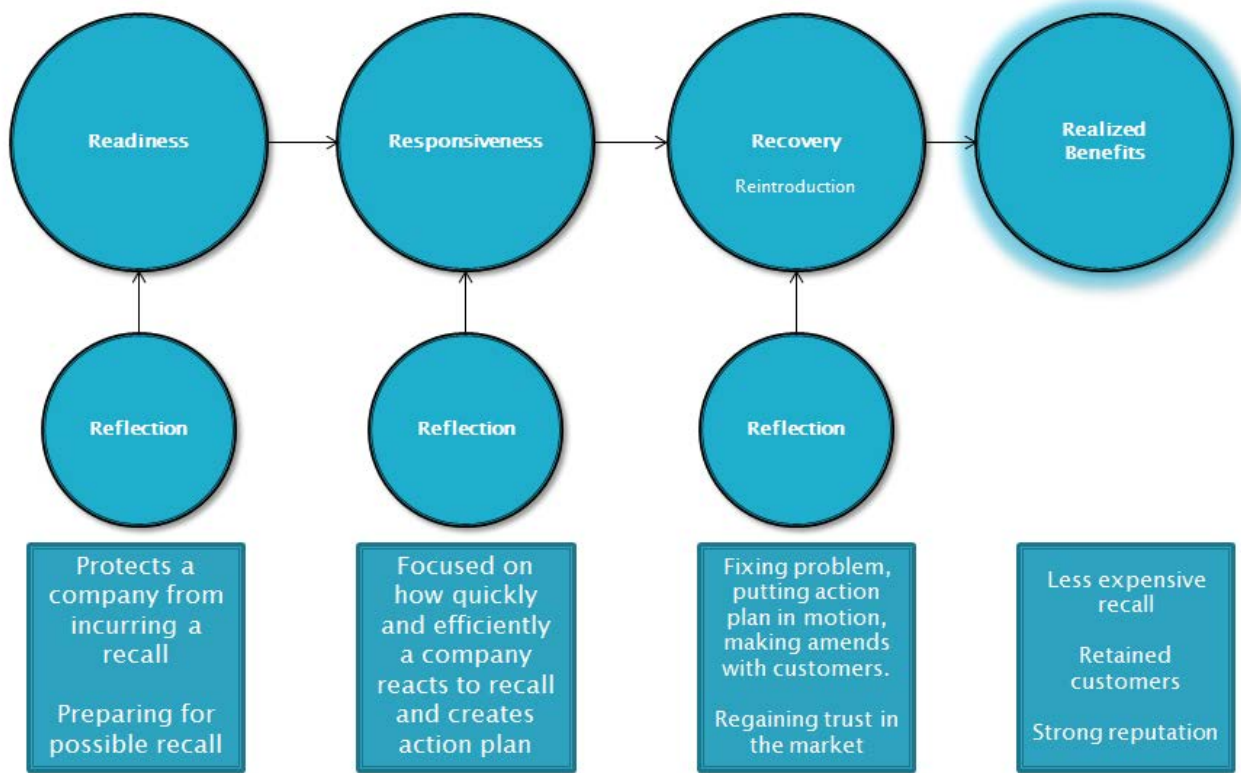 Readiness
Responsiveness
Recovery
Reintroduction
Realized
Benefits
Reflection
Reflection
Reflection
Protects a
company from
incurring a
recall
Preparing for
possible recall
Focused on
how quickly
and efficiently
a company
reacts to recall
and creates
action plan
Fixing problem,
putting action
plan in motion,
making amends
with customers.
Regaining trust in
the market
Less expensive
recall
Retained
customers
Strong reputation